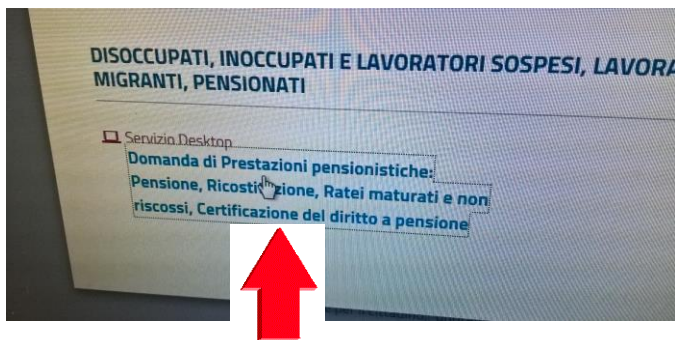 DISOCCUPATI, INOCCUPATI E LAVORATORI SOSPESI, LAVORA
MIGRANTI, PENSIONATI
Servizio Desktop
Domanda di Prestazioni pensionistiche:
Pensione, Ricostituzione, Ratei maturati e non
riscossi, Certificazione del diritto a pensione